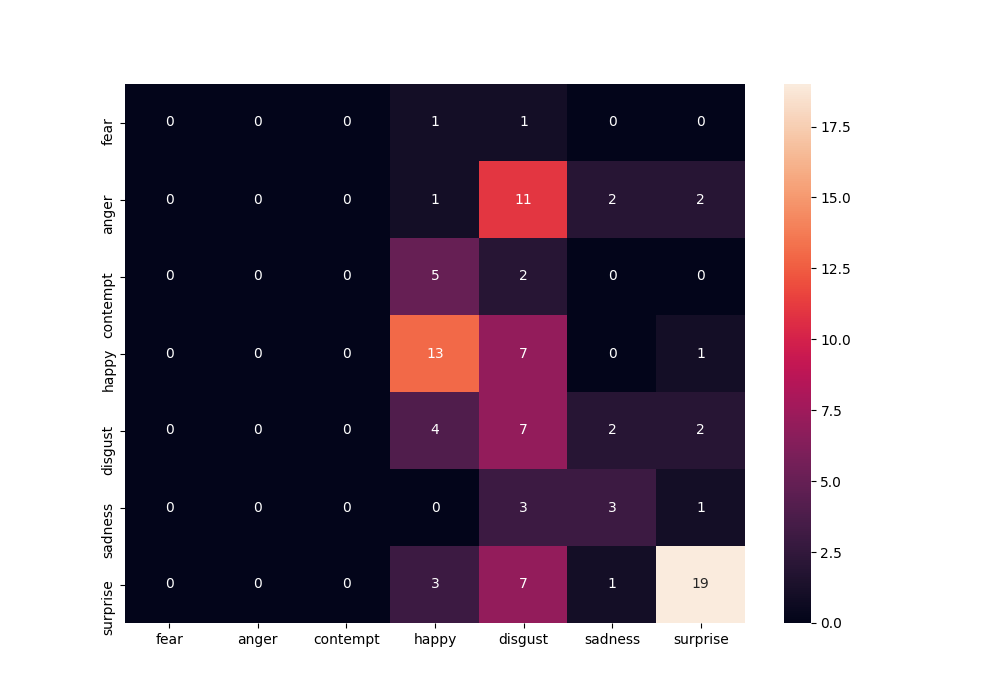 fear 0 0 0 1 1 0 0
anger 0 0 0 1 11 2 2
contempt 0 0 0 5 2 0 0
happy 0 0 0 13 7 0 1
disgust 0 0 0 4 7 2 2
sadness 0 0 0 0 3 3 1
surprise 0 0 0 3 7 1 19
fear anger contempt happy disgust sadness surprise
17.5
15.0
12.5
10.0
7.5
5.0
2.5
0.0